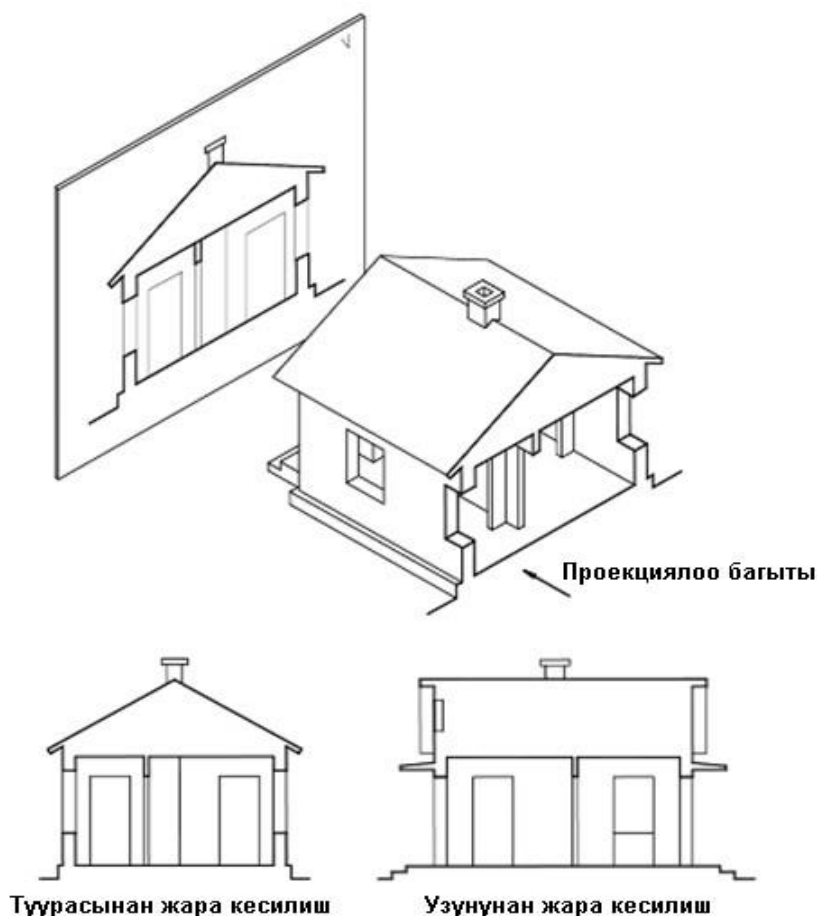 V
Проекциялоо багыты
Туурасынан жара кесилиш
Узунунан жара кесилиш